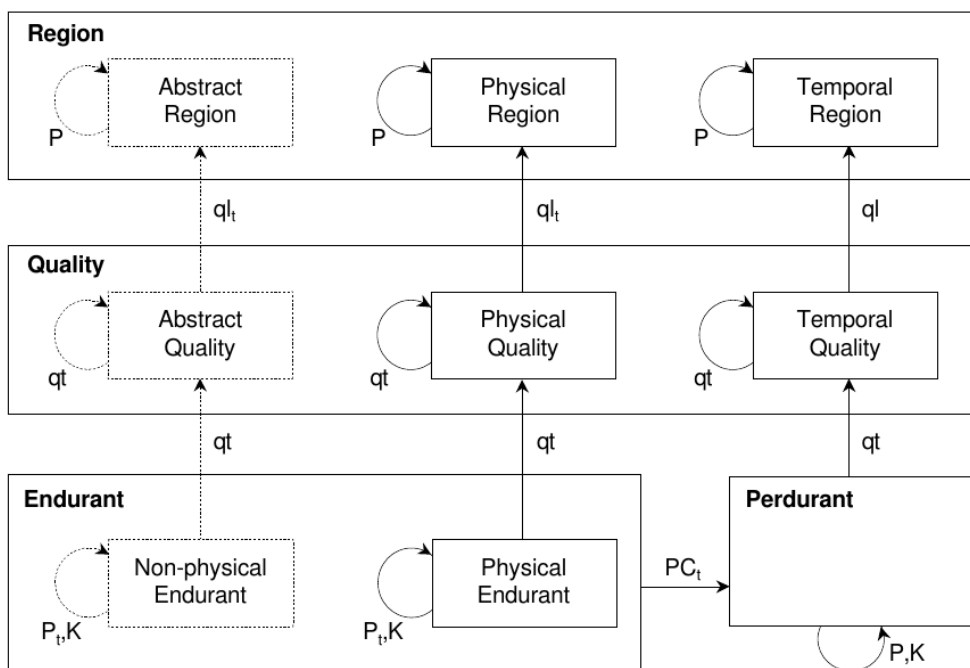 Region
Abstract
Region
Physical
Region
Temporal
Region
P
P
P
qlₜ
qlₜ
ql
Quality
Abstract
Quality
Physical
Quality
Temporal
Quality
qt
qt
qt
qt
qt
qt
Endurant
Perdurant
Non-physical
Endurant
Physical
Endurant
PCₜ
Pₜ,K
Pₜ,K
P,K